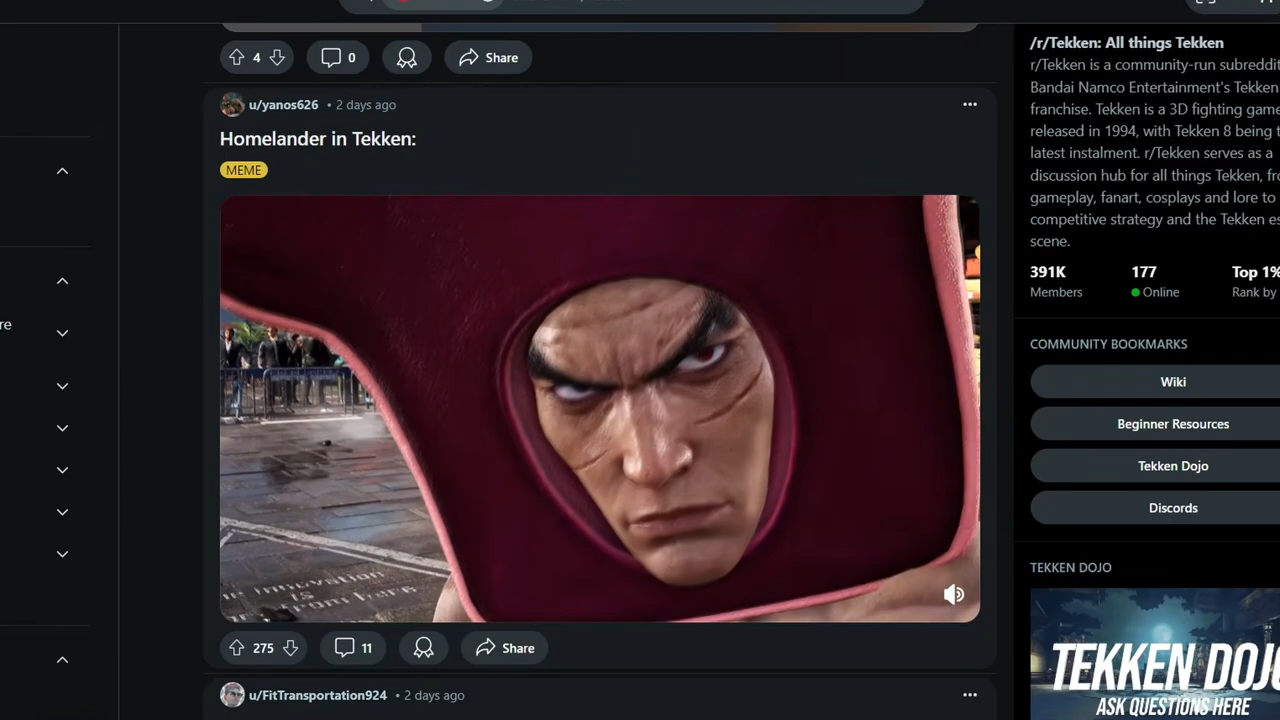 4
0
Share
u/yanos626 • 2 days ago
Homelander in Tekken:
MEME
275
11
Share
u/FitTransportation924 • 2 days ago
re
/r/Tekken: All things Tekken
r/Tekken is a community-run subreddit
Bandai Namco Entertainment's Tekken
franchise. Tekken is a 3D fighting game
released in 1994, with Tekken 8 being t
latest instalment. r/Tekken serves as a
discussion hub for all things Tekken, fro
gameplay, fanart, cosplays and lore to
competitive strategy and the Tekken es
scene.
391K 177 Top 1%
Members Online Rank by
COMMUNITY BOOKMARKS
Wiki
Beginner Resources
Tekken Dojo
Discords
TEKKEN DOJO
TEKKEN DOJO
ASK QUESTIONS HERE